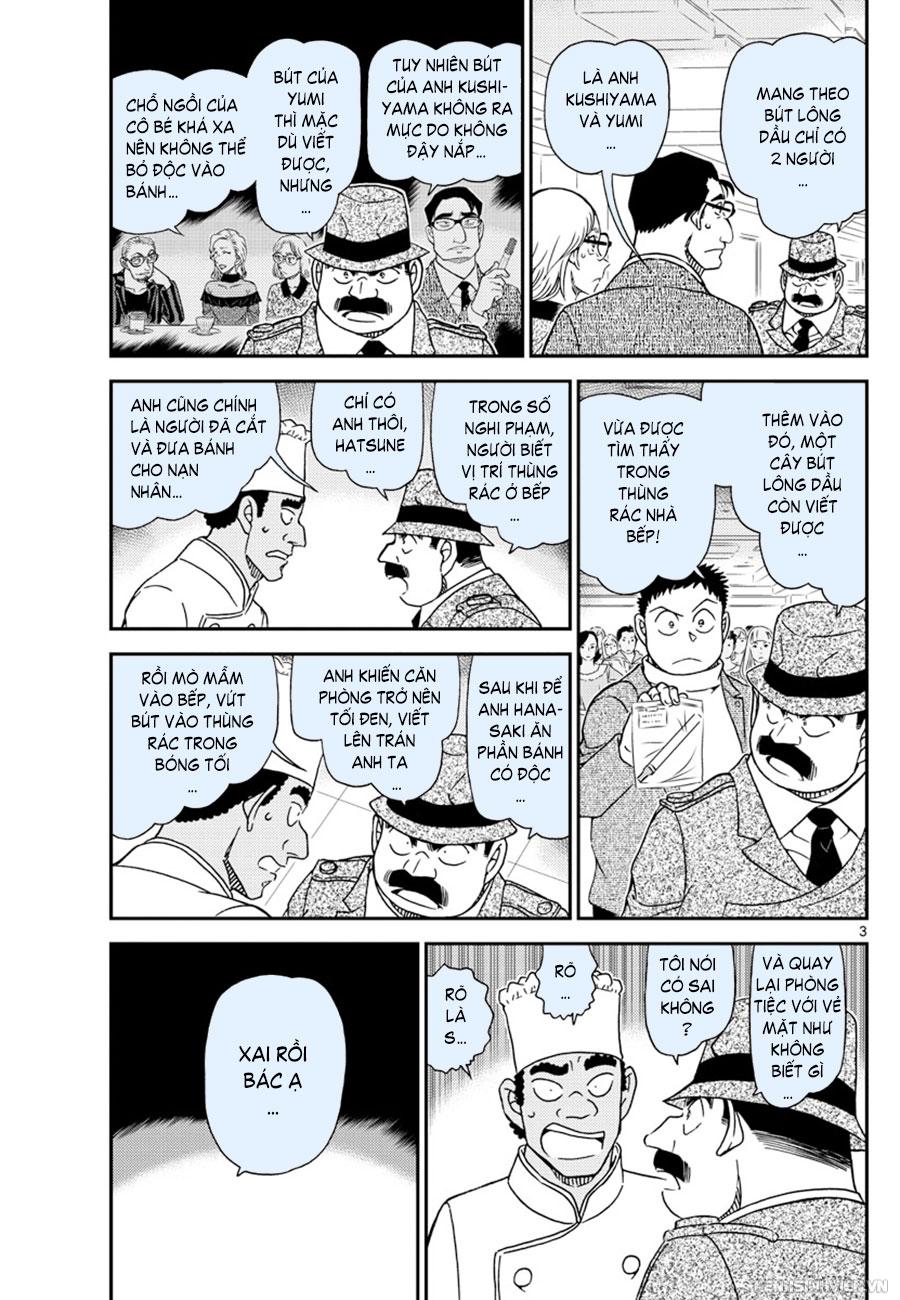 MANG THEO
BÚT LÔNG
DẦU CHỈ CÓ
2 NGƯỜI
...
LÀ ANH
KUSHIYAMA
VÀ YUMI
...
TUY NHIÊN BÚT
CỦA ANH KUSHI-
YAMA KHÔNG RA
MỰC DO KHÔNG
ĐẬY NẮP...
BÚT CỦA
YUMI
THÌ MẶC
DÙ VIẾT
ĐƯỢC,
NHƯNG
...
CHỔ NGỒI CỦA
CÔ BÉ KHÁ XA
NÊN KHÔNG THỂ
BỎ ĐỘC VÀO
BÁNH...
THÊM VÀO
ĐÓ, MỘT
CÂY BÚT
LÔNG DẦU
CÒN VIẾT
ĐƯỢC
...
VỪA ĐƯỢC
TÌM THẤY
TRONG
THÙNG
RÁC NHÀ
BẾP!
TRONG SỐ
NGHI PHẠM,
NGƯỜI BIẾT
VỊ TRÍ THÙNG
RÁC Ở BẾP
...
CHỈ CÓ
ANH THÔI,
HATSUNE
...
ANH CŨNG CHÍNH
LÀ NGƯỜI ĐÃ CẮT
VÀ ĐƯA BÁNH
CHO NẠN
NHÂN...
SAU KHI ĐỂ
ANH HANA-
SAKI ĂN
PHẦN BÁNH
CÓ ĐỘC
...
ANH KHIẾN CĂN
PHÒNG TRỞ NÊN
TỐI ĐEN, VIẾT
LÊN TRÁN
ANH TA
...
RỒI MÒ MẪM
VÀO BẾP, VỨT
BÚT VÀO THÙNG
RÁC TRONG
BÓNG TỐI
...
3
VÀ QUAY
LẠI PHÒNG
TIỆC VỚI VẺ
MẶT NHƯ
KHÔNG
BIẾT GÌ
...
TÔI NÓI
CÓ SAI
KHÔNG
?
RÕ
...
RÕ
LÀ
S...
XAI RỒI
BÁC Ạ
...